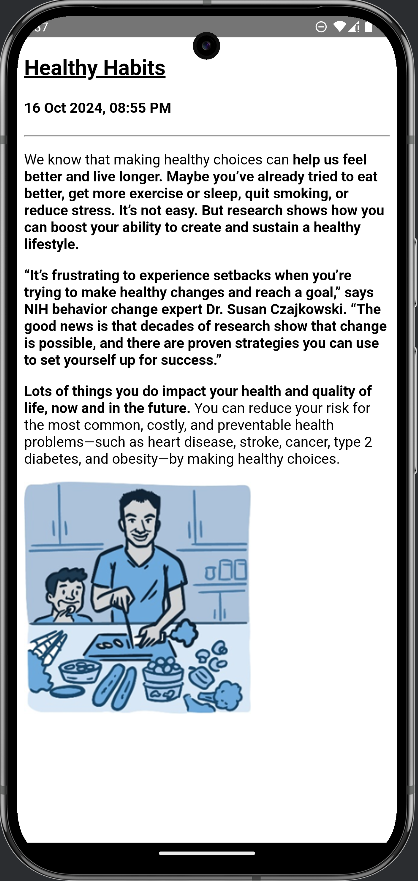 Healthy Habits
16 Oct 2024, 08:55 PM
We know that making healthy choices can help us feel
better and live longer. Maybe you’ve already tried to eat
better, get more exercise or sleep, quit smoking, or
reduce stress. It’s not easy. But research shows how you
can boost your ability to create and sustain a healthy
lifestyle.
“It’s frustrating to experience setbacks when you’re
trying to make healthy changes and reach a goal,” says
NIH behavior change expert Dr. Susan Czajkowski. “The
good news is that decades of research show that change
is possible, and there are proven strategies you can use
to set yourself up for success.”
Lots of things you do impact your health and quality of
life, now and in the future. You can reduce your risk for
the most common, costly, and preventable health
problems—such as heart disease, stroke, cancer, type 2
diabetes, and obesity—by making healthy choices.